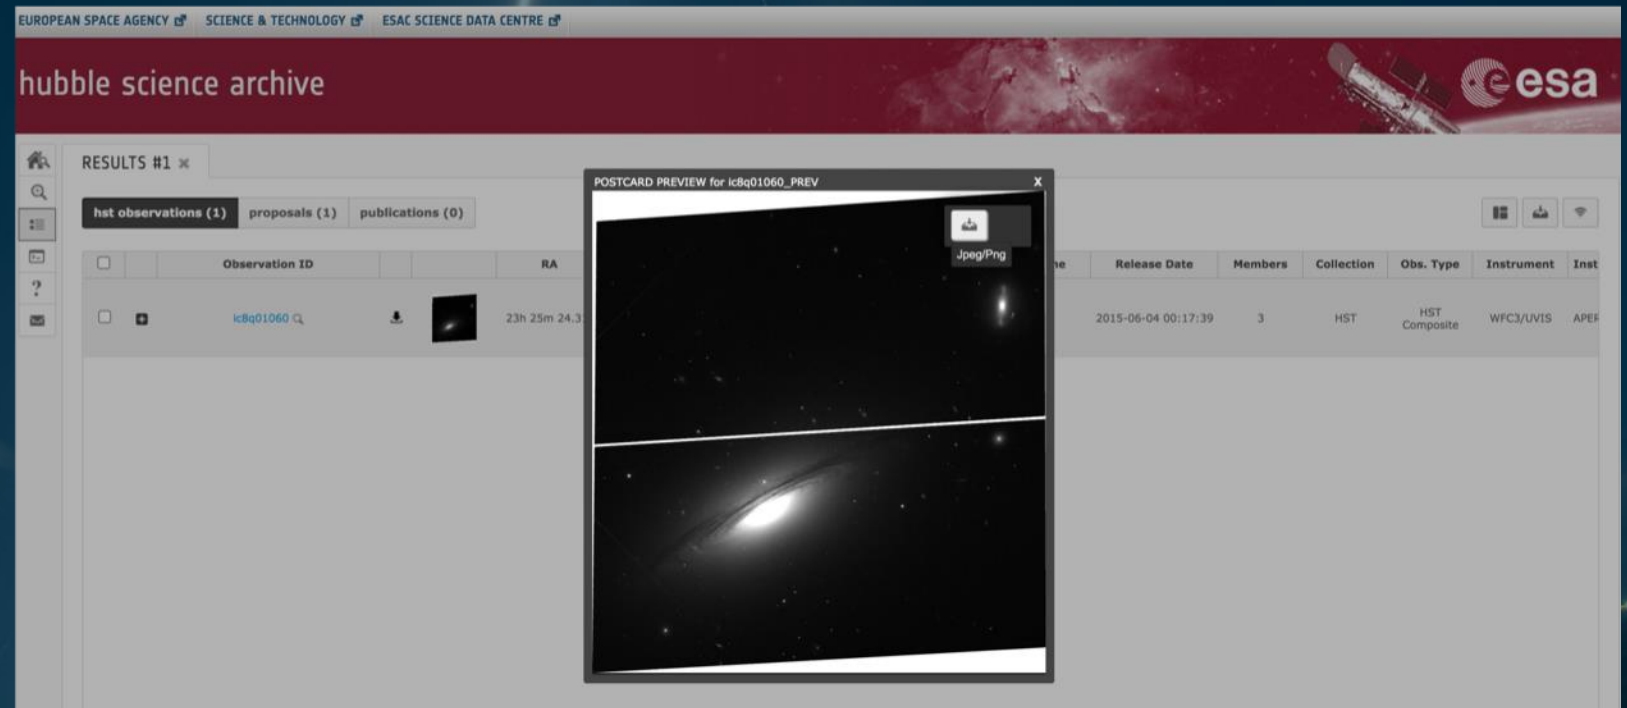 EUROPEAN SPACE AGENCY SCIENCE & TECHNOLOGY ESAC SCIENCE DATA CENTRE
hubble science archive
esa
RESULTS #1
POSTCARD PREVIEW for ic8q01060_PREV X
hst observations (1) proposals (1) publications (0)
Jpeg/Png
Observation ID RA Release Date Members Collection Obs. Type Instrument Inst
ic8q01060 23h 25m 24.3 2015-06-04 00:17:39 3 HST HST Composite WFC3/UVIS APER
?